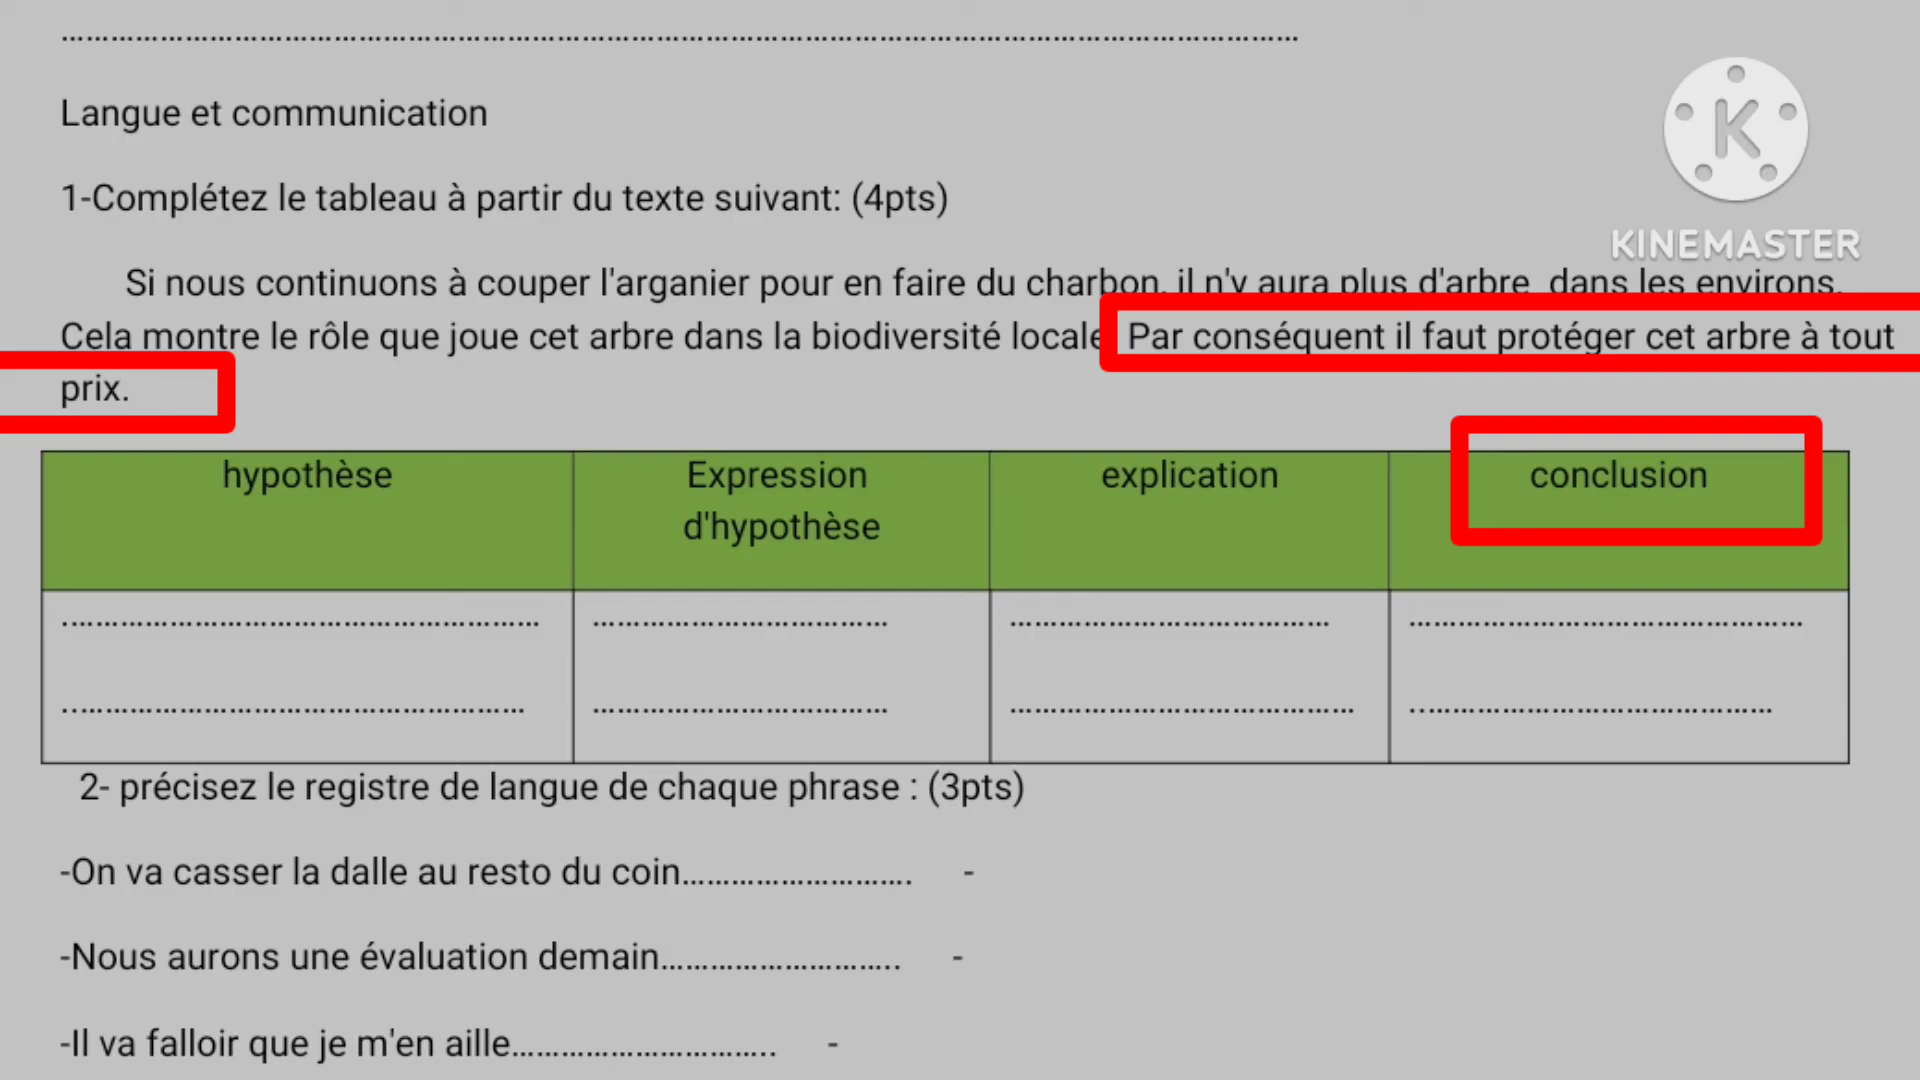 ……………………………………………………………………………………………………………………………………
Langue et communication
K
1-Complétez le tableau à partir du texte suivant: (4pts)
KINEMASTER
Si nous continuons à couper l'arganier pour en faire du charbon, il n'y aura plus d'arbre dans les environs.
Cela montre le rôle que joue cet arbre dans la biodiversité locale Par conséquent il faut protéger cet arbre à tout
prix.
hypothèse Expression explication conclusion
d'hypothèse
.………………………………………………… ……………………………… ………………………………… …………………………………………
..……………………………………………… ……………………………… …………………………………… ..……………………………………
2- précisez le registre de langue de chaque phrase : (3pts)
-On va casser la dalle au resto du coin………………………. -
-Nous aurons une évaluation demain……………………….. -
-Il va falloir que je m'en aille………………………….. -